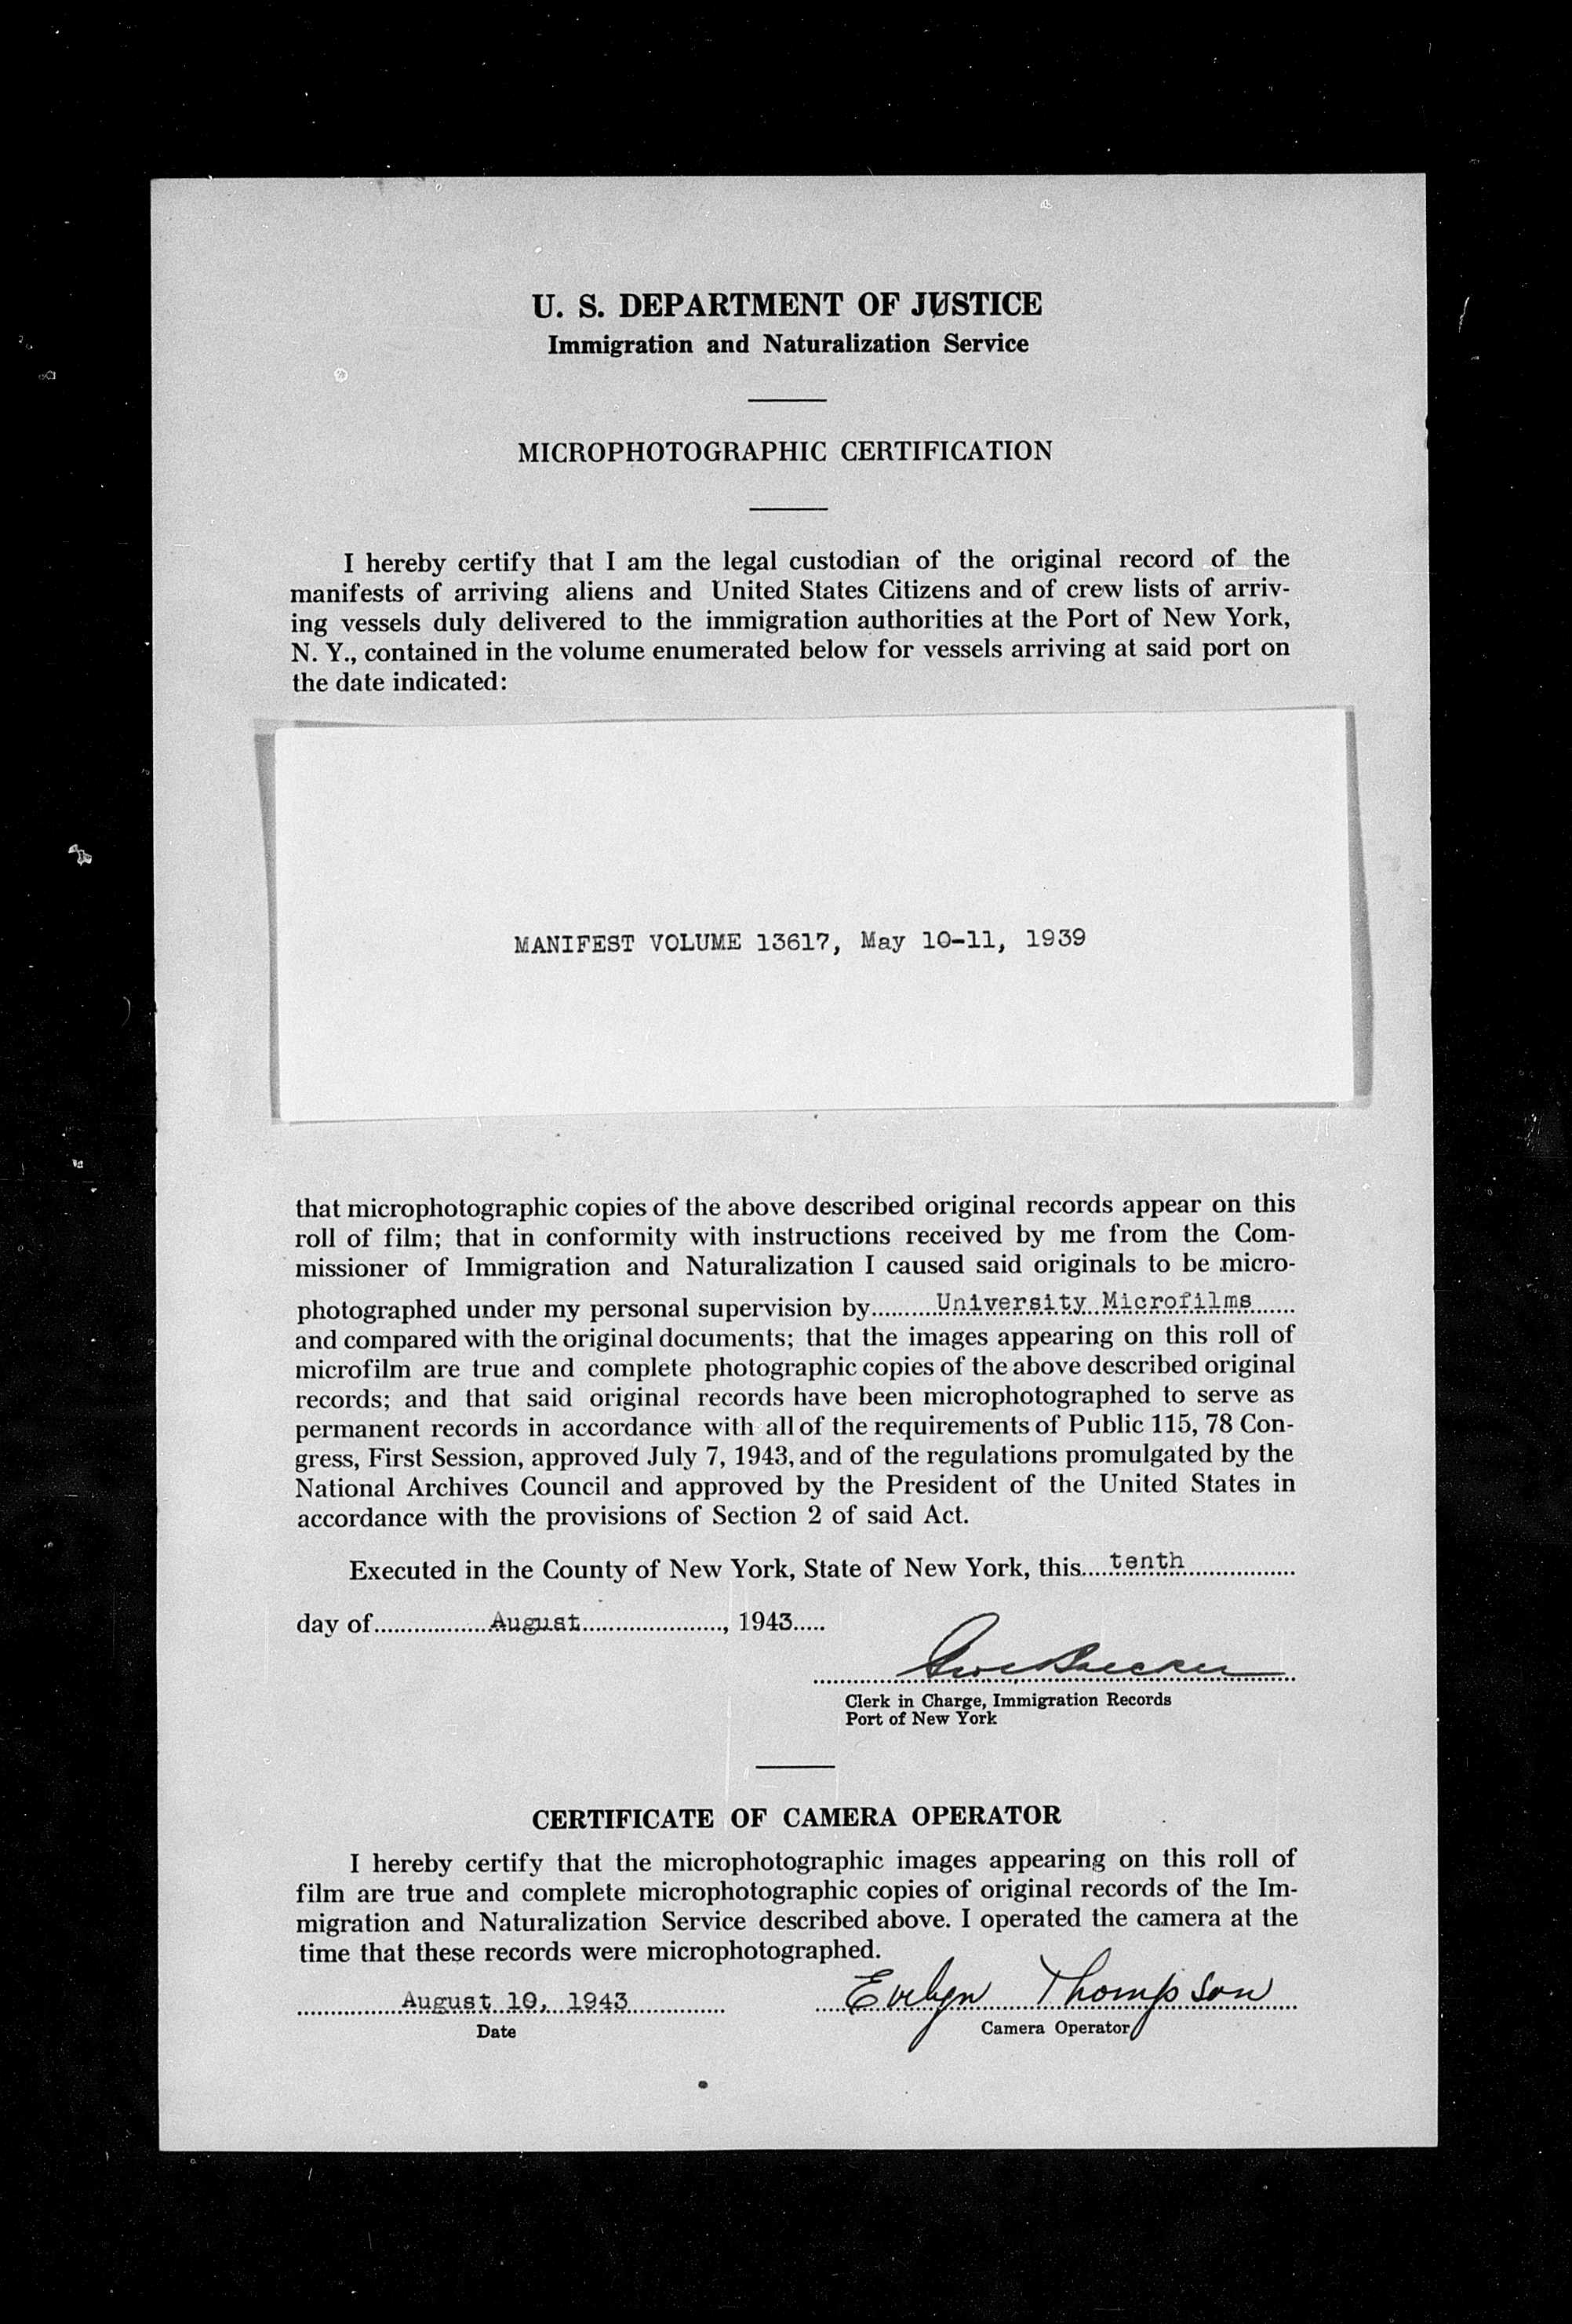 U. S. DEPARTMENT OF JUSTICE
Immigration and Naturalization Service
MICROPHOTOGRAPHIC CERTIFICATION
I hereby certify that I am the legal custodian of the original record of the
manifests of arriving aliens and United States Citizens and of crew lists of arriv-
ing vessels duly delivered to the immigration authorities at the Port of New York,
N. Y., contained in the volume enumerated below for vessels arriving at said port on
the date indicated:
MANIFEST VOLUME 13617, May 10-11, 1939
that microphotographic copies of the above described original records appear on this
roll of film; that in conformity with instructions received by me from the Com-
missioner of Immigration and Naturalization I caused said originals to be micro-
photographed under my personal supervision by University Microfilms
and compared with the original documents; that the images appearing on this roll of
microfilm are true and complete photographic copies of the above described original
records; and that said original records have been microphotographed to serve as
permanent records in accordance with all of the requirements of Public 115, 78 Con-
gress, First Session, approved July 7, 1943, and of the regulations promulgated by the
National Archives Council and approved by the President of the United States in
accordance with the provisions of Section 2 of said Act.
Executed in the County of New York, State of New York, this tenth
day of August, 1943
Clerk in Charge, Immigration Records
Port of New York
CERTIFICATE OF CAMERA OPERATOR
I hereby certify that the microphotographic images appearing on this roll of
film are true and complete microphotographic copies of original records of the Im-
migration and Naturalization Service described above. I operated the camera at the
time that these records were microphotographed.
August 10, 1943 Evelyn Thompson
Date Camera Operator